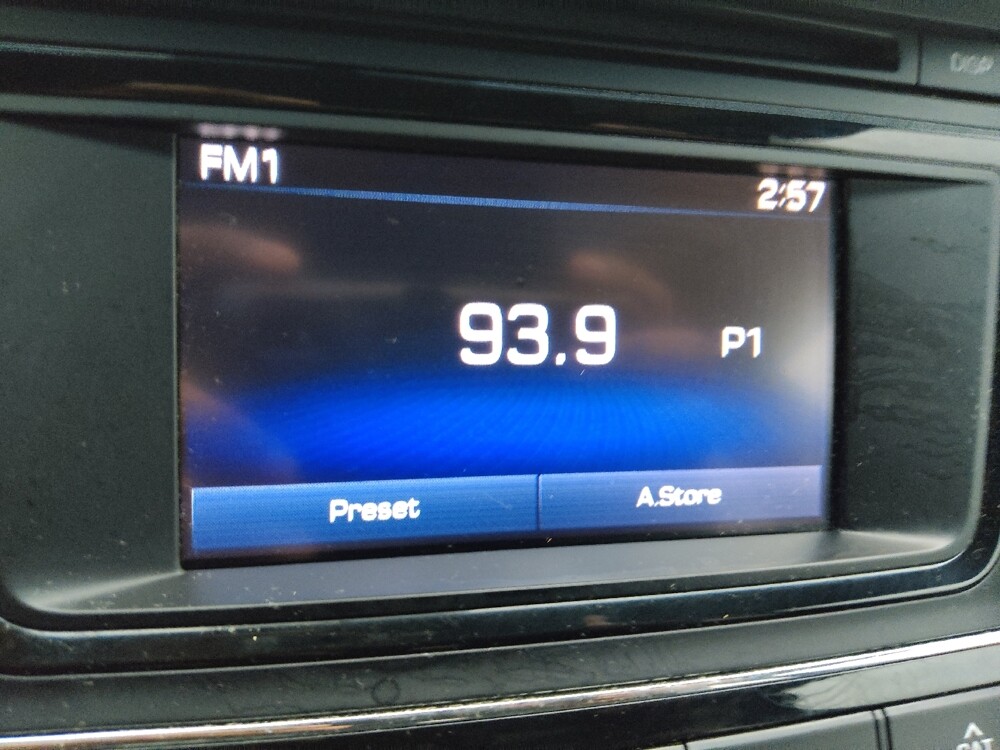 FM1
2:57
93.9
P1
Preset
A.Store